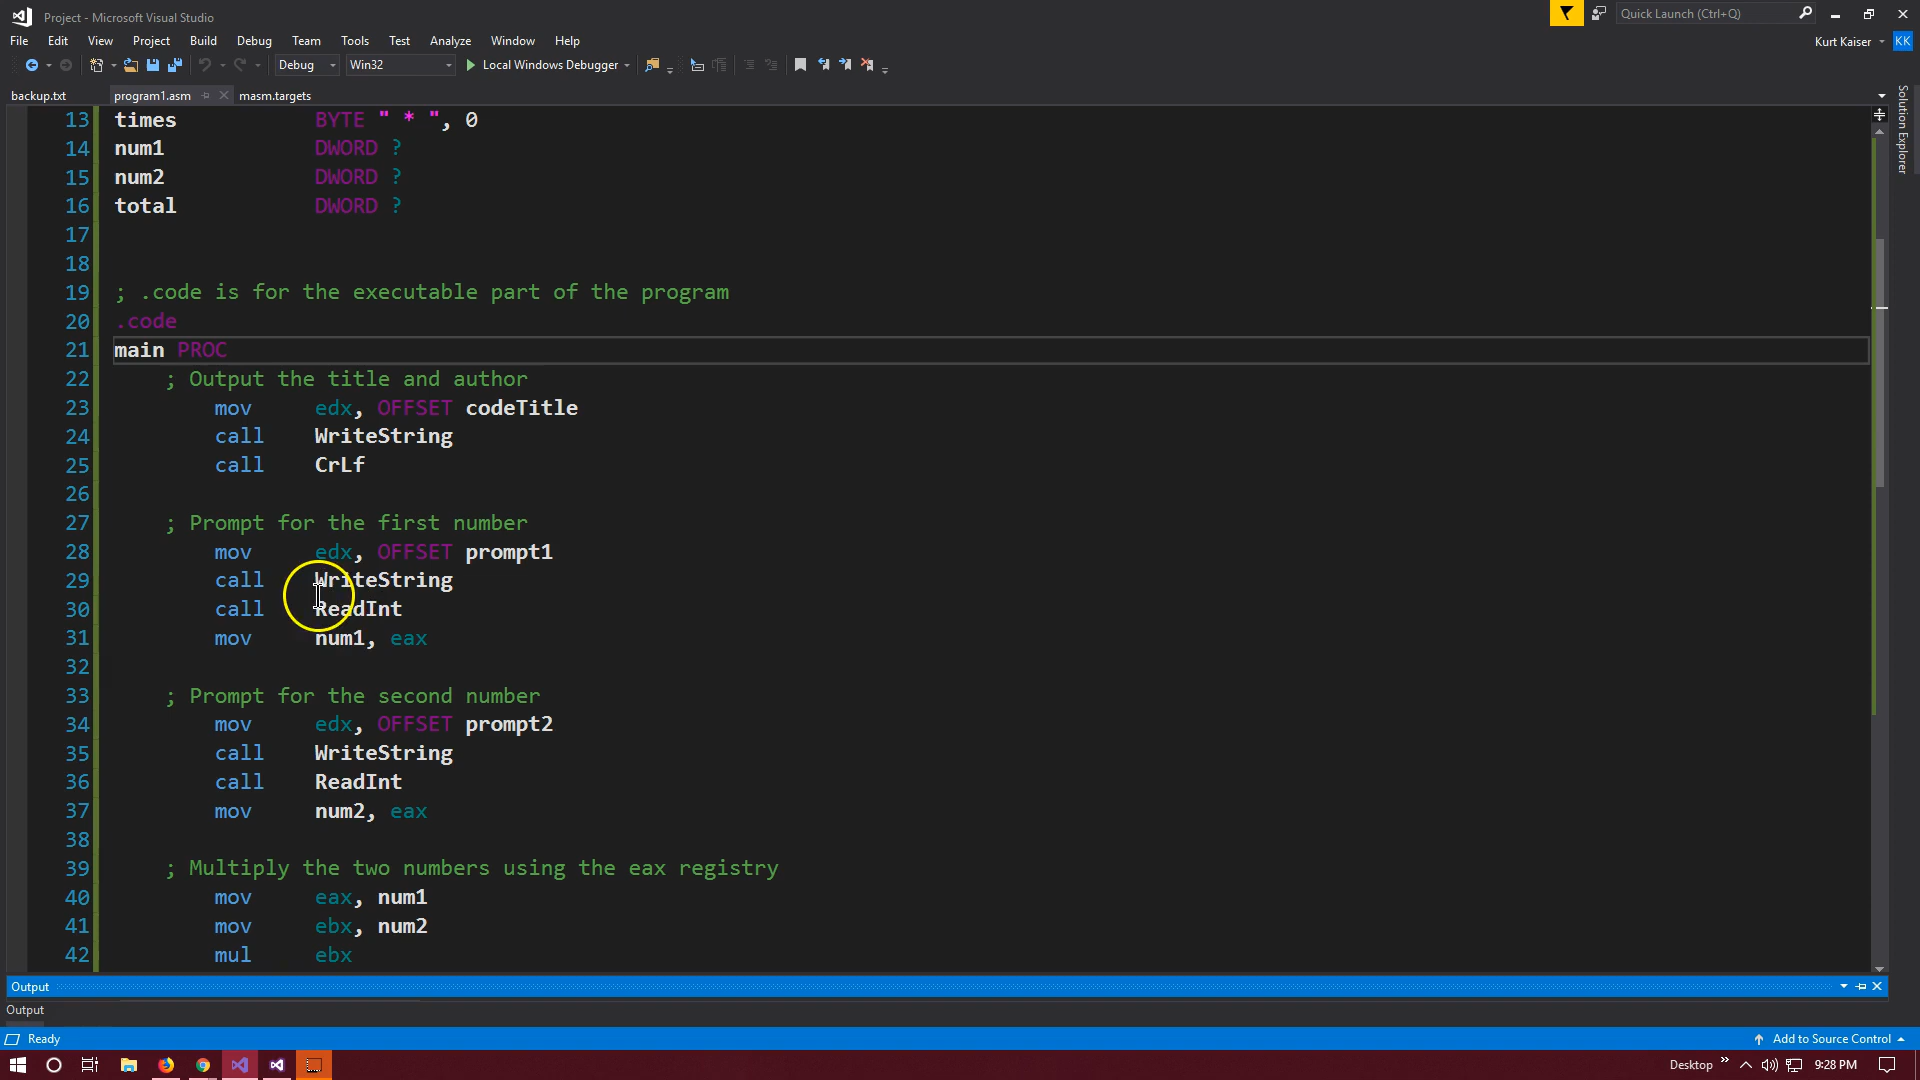 Project - Microsoft Visual Studio
Quick Launch (Ctrl+Q)
File Edit View Project Build Debug Team Tools Test Analyze Window Help
Kurt Kaiser KK
Debug Win32 Local Windows Debugger
backup.txt program1.asm masm.targets
Solution Explorer
13 times BYTE " * ", 0
14 num1 DWORD ?
15 num2 DWORD ?
16 total DWORD ?
17
18
19 ; .code is for the executable part of the program
20 .code
21 main PROC
22 ; Output the title and author
23 mov edx, OFFSET codeTitle
24 call WriteString
25 call CrLf
26
27 ; Prompt for the first number
28 mov edx, OFFSET prompt1
29 call WriteString
30 call ReadInt
31 mov num1, eax
32
33 ; Prompt for the second number
34 mov edx, OFFSET prompt2
35 call WriteString
36 call ReadInt
37 mov num2, eax
38
39 ; Multiply the two numbers using the eax registry
40 mov eax, num1
41 mov ebx, num2
42 mul ebx
Output
Output
Ready
Add to Source Control
Desktop 9:28 PM